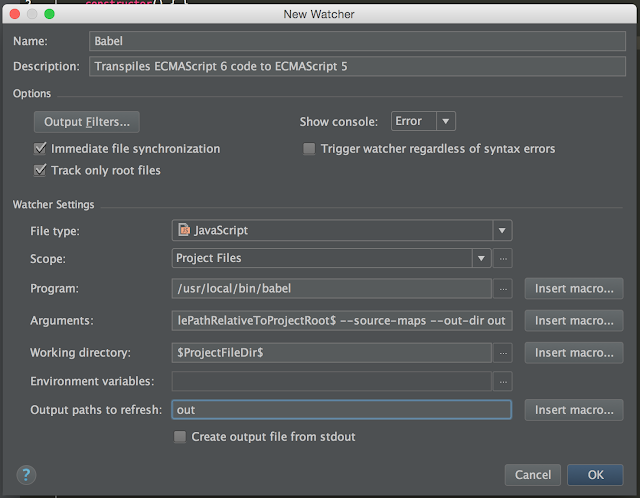 constructor() { {
New Watcher
Name: Babel
Description: Transpiles ECMAScript 6 code to ECMAScript 5
Options
Output Filters...
Show console: Error
Immediate file synchronization
Trigger watcher regardless of syntax errors
Track only root files
Watcher Settings
File type: JavaScript
Scope: Project Files ...
Program: /usr/local/bin/babel ... Insert macro...
Arguments: lePathRelativeToProjectRoot$ --source-maps --out-dir out Insert macro...
Working directory: $ProjectFileDir$ ... Insert macro...
Environment variables: ...
Output paths to refresh: out Insert macro...
Create output file from stdout
? Cancel OK